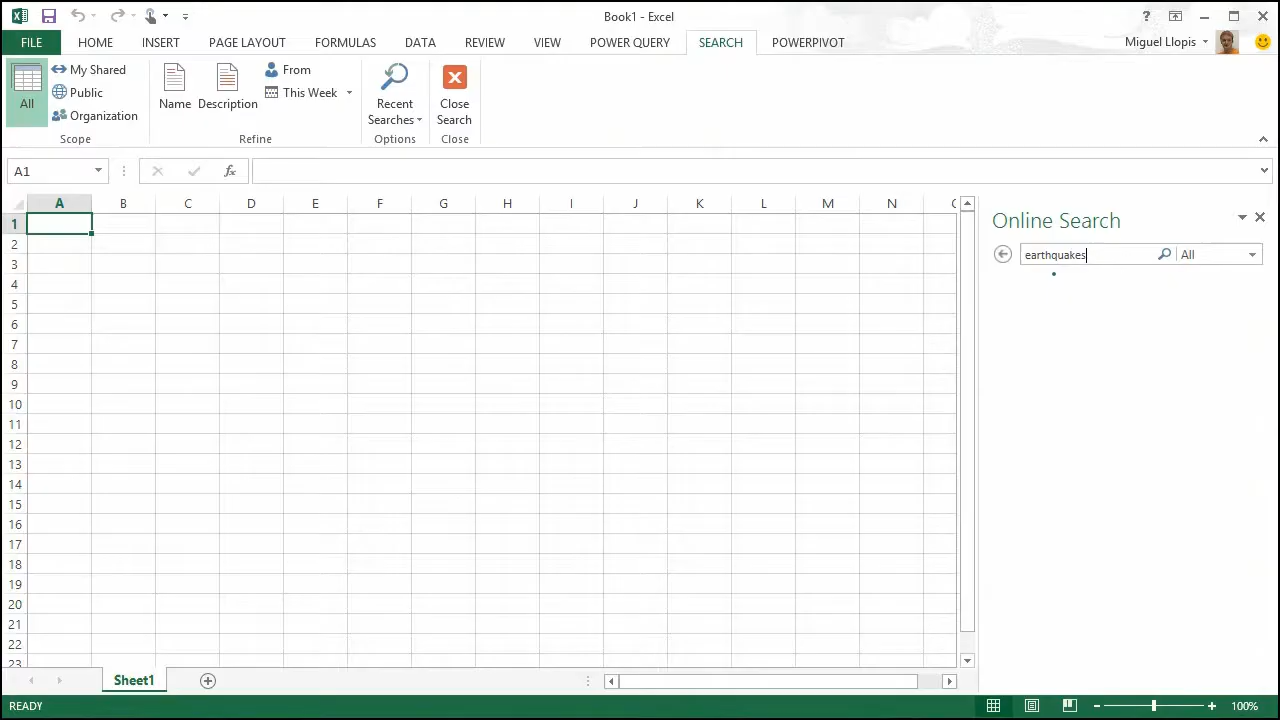 Book1 - Excel
?
FILE HOME INSERT PAGE LAYOUT FORMULAS DATA REVIEW VIEW POWER QUERY SEARCH POWERPIVOT Miguel Llopis
All
My Shared
Public
Organization
Scope
Name
Description
From
This Week
Refine
Recent
Searches
Options
Close
Search
Close
A1
fx
A B C D E F G H I J K L M N
Online Search
earthquakes All
1
2
3
4
5
6
7
8
9
10
11
12
13
14
15
16
17
18
19
20
21
22
23
Sheet1
READY 100%